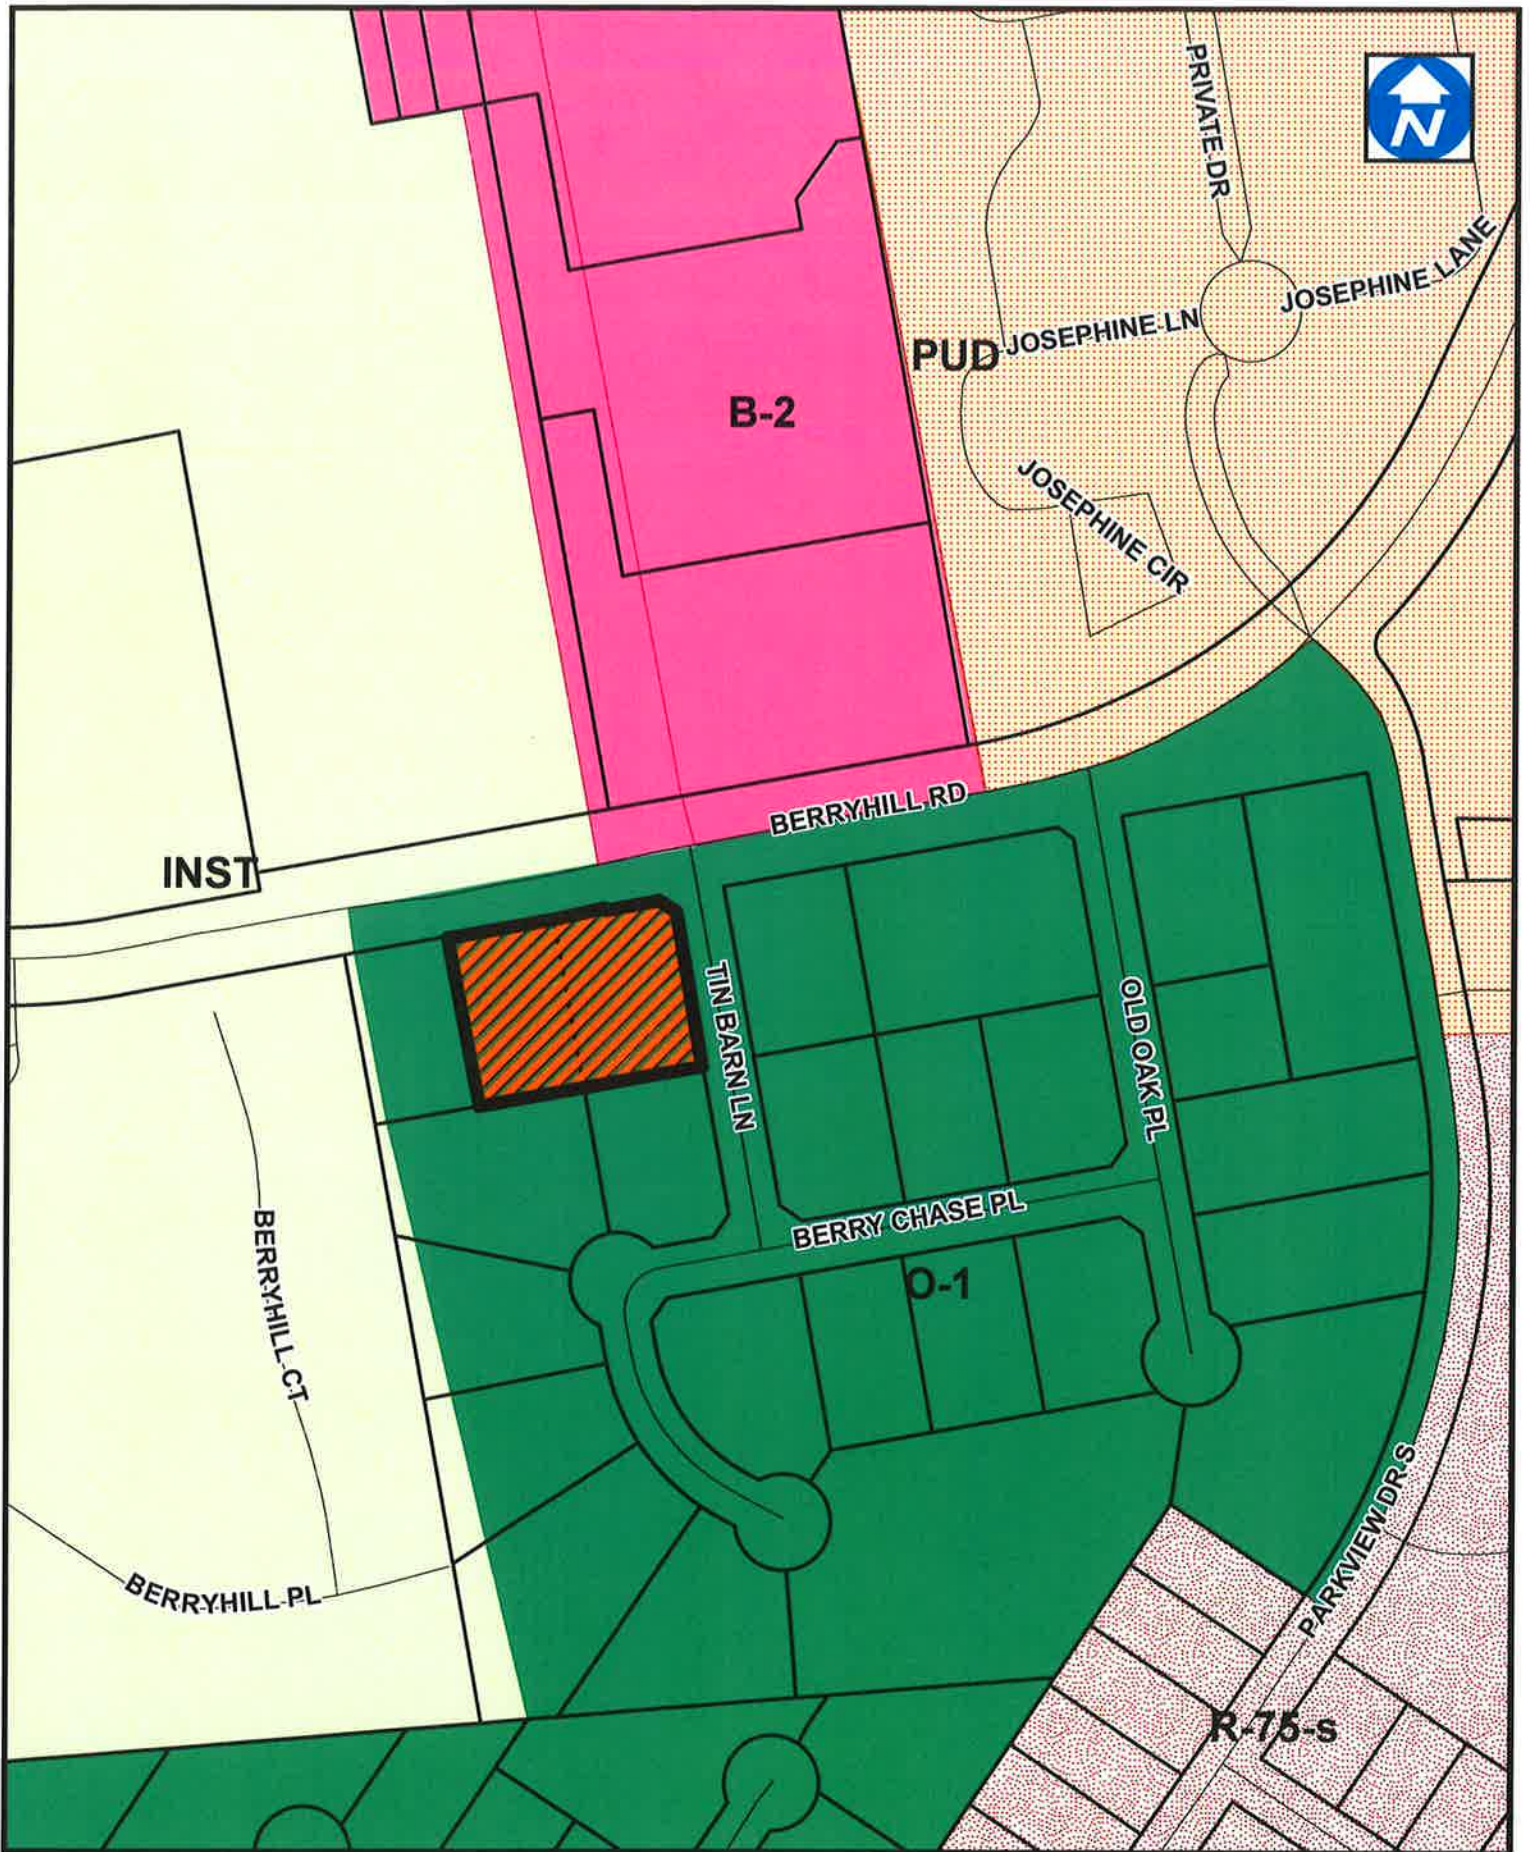 PRIVATE DR
N
JOSEPHINE LANE
JOSEPHINE LN
PUD
B-2
JOSEPHINE CIR
BERRYHILL RD
INST
TIN BARN LN
OLD OAK PL
BERRY CHASE PL
BERRYHILL CT
O-1
PARKVIEW DR S
BERRYHILL PL
R-75-s